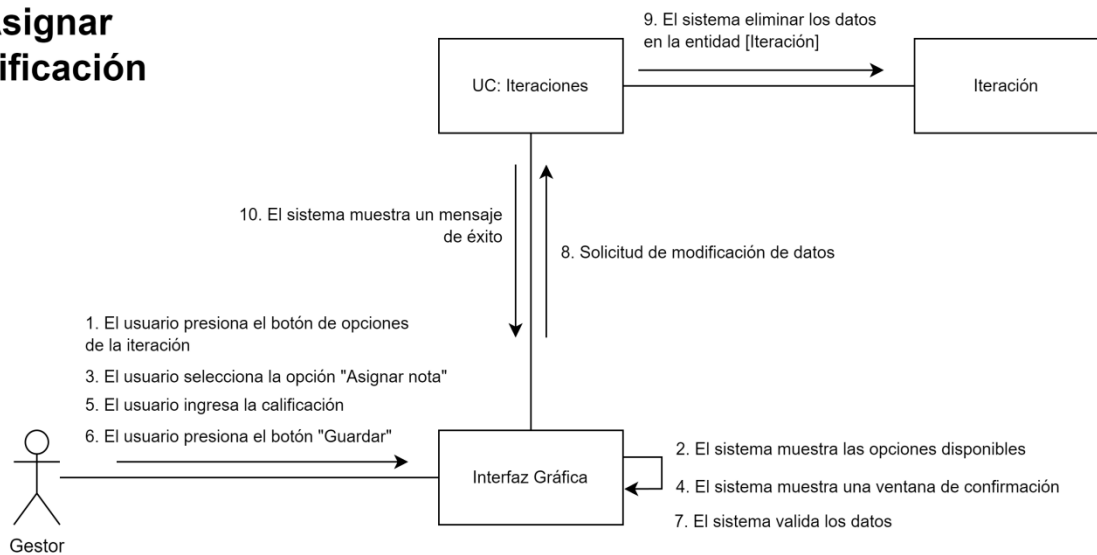 Asignar
ificación
9. El sistema eliminar los datos
en la entidad [Iteración]
UC: Iteraciones
Iteración
10. El sistema muestra un mensaje
de éxito
8. Solicitud de modificación de datos
1. El usuario presiona el botón de opciones
de la iteración
3. El usuario selecciona la opción "Asignar nota"
5. El usuario ingresa la calificación
6. El usuario presiona el botón "Guardar"
Interfaz Gráfica
2. El sistema muestra las opciones disponibles
4. El sistema muestra una ventana de confirmación
7. El sistema valida los datos
Gestor